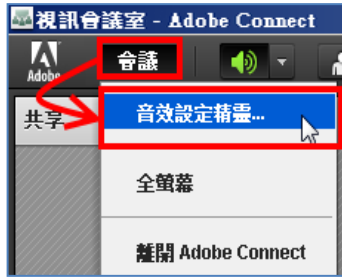 視訊會議室 - Adobe Connect
Adobe 會議
共享
音效設定精靈...
全螢幕
離開 Adobe Connect